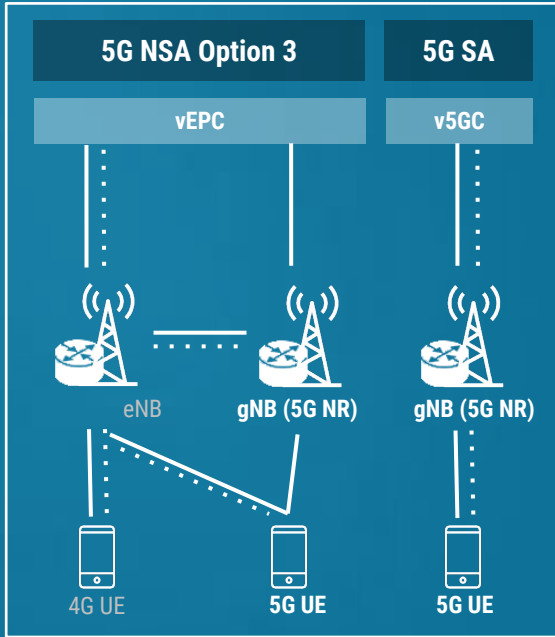 5G NSA Option 3
5G SA
vEPC
v5GC
eNB
gNB (5G NR)
gNB (5G NR)
4G UE
5G UE
5G UE